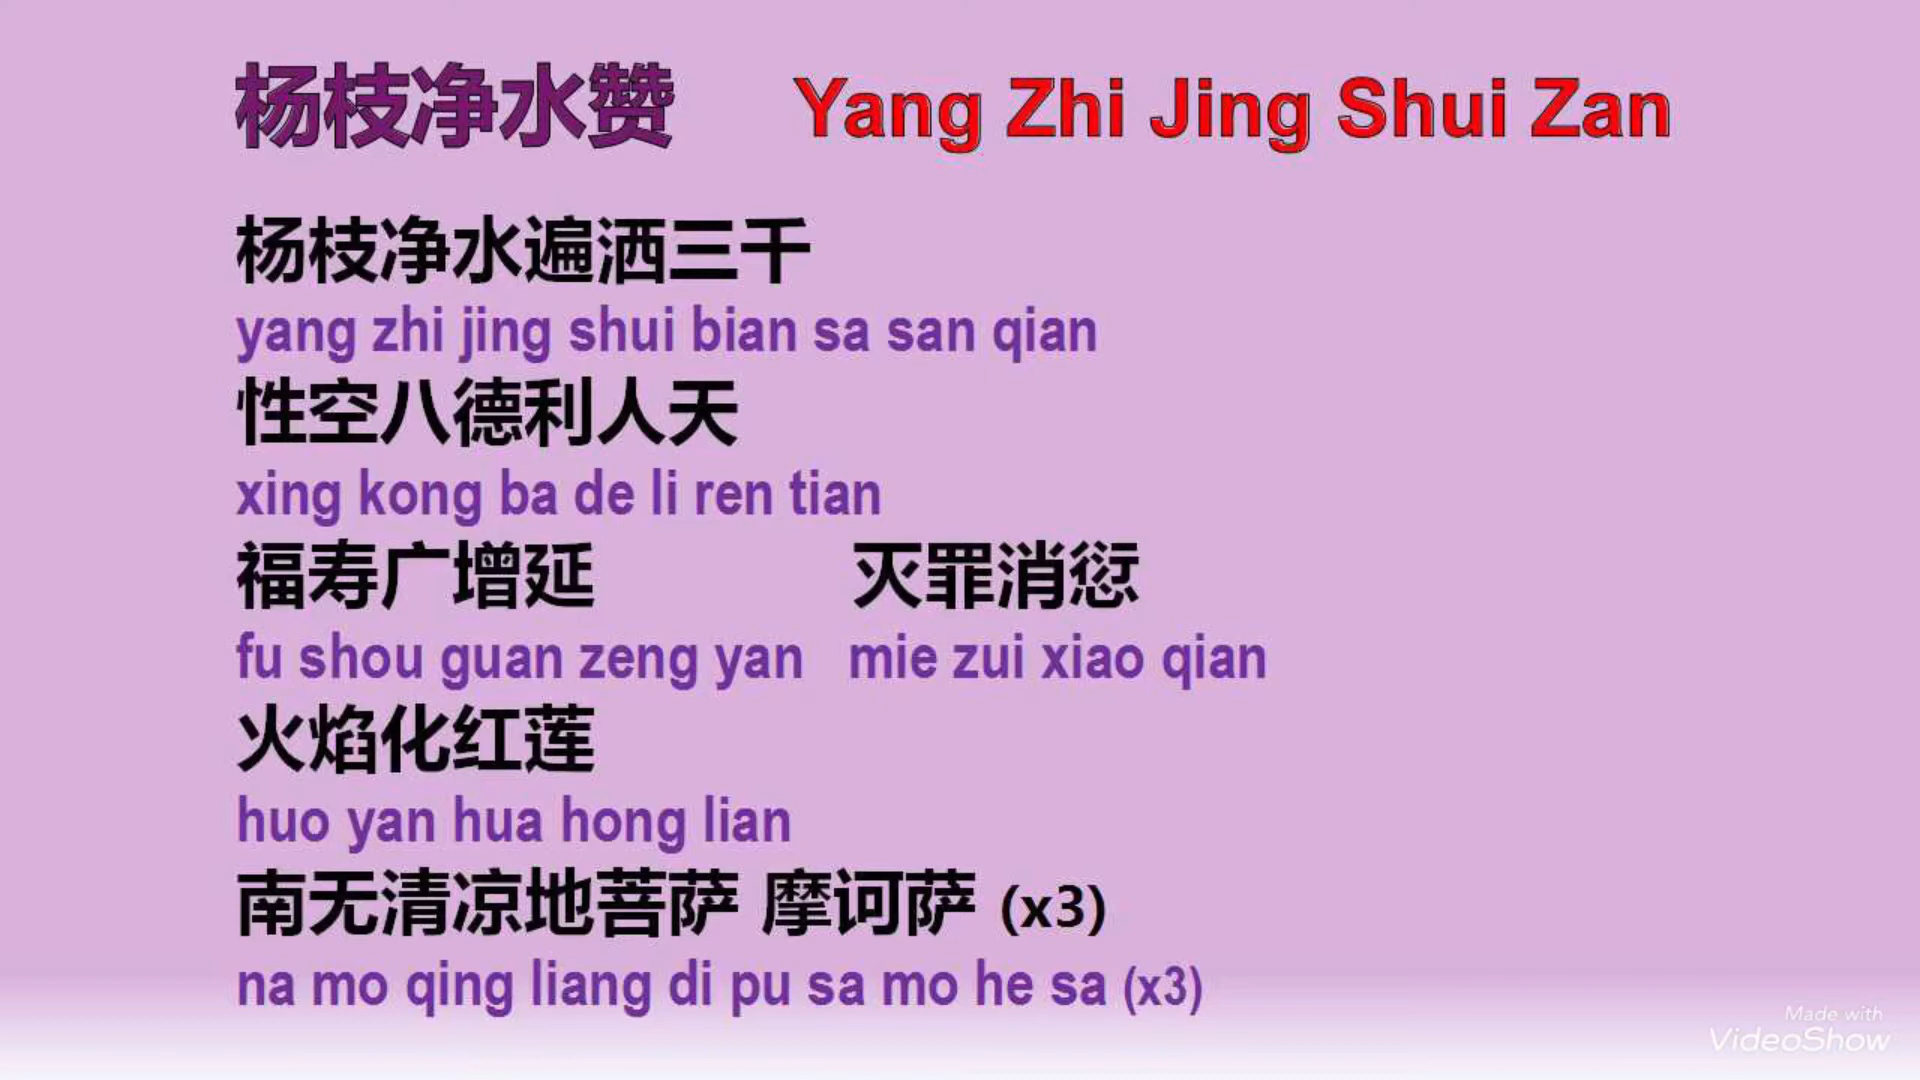 杨枝净水赞 Yang Zhi Jing Shui Zan
杨枝净水遍洒三千
yang zhi jing shui bian sa san qian
性空八德利人天
xing kong ba de li ren tian
福寿广增延 灭罪消愆
fu shou guan zeng yan mie zui xiao qian
火焰化红莲
huo yan hua hong lian
南无清凉地菩萨 摩诃萨 (x3)
na mo qing liang di pu sa mo he sa (x3)
Made with
VideoShow